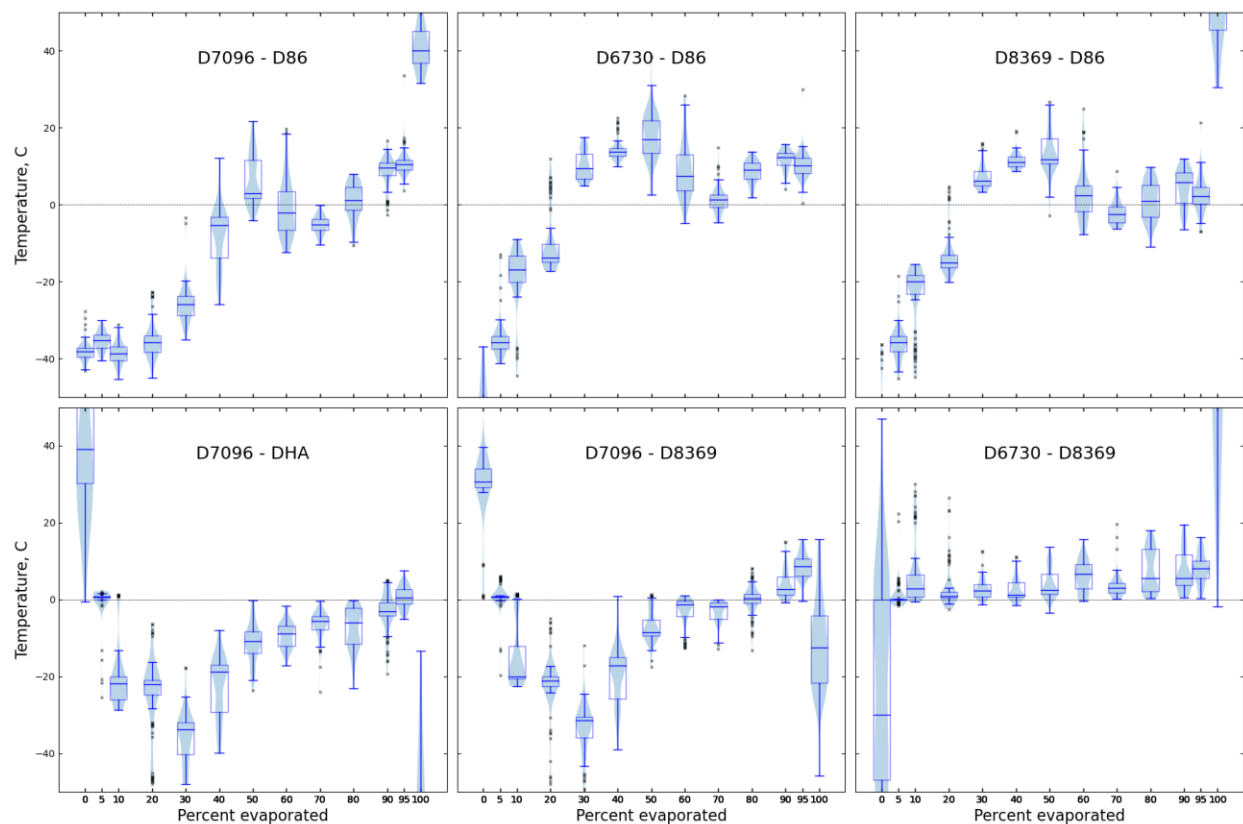 D7096 - D86
D6730 - D86
D8369 - D86
Temperature, C
40
20
0
−20
−40
D7096 - DHA
D7096 - D8369
D6730 - D8369
Temperature, C
40
20
0
−20
−40
0 5 10 20 30 40 50 60 70 80 90 95 100
0 5 10 20 30 40 50 60 70 80 90 95 100
0 5 10 20 30 40 50 60 70 80 90 95 100
Percent evaporated
Percent evaporated
Percent evaporated